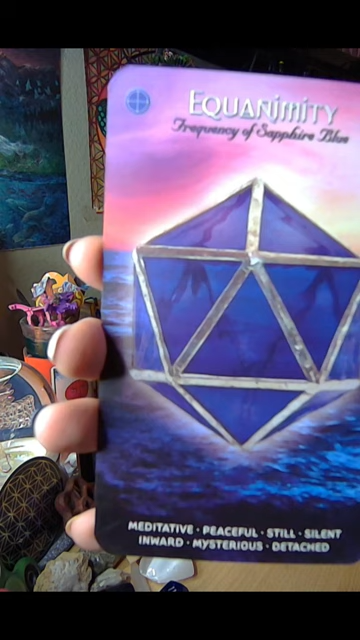 EQUANIMITY
Frequency of Sapphire Blue
MEDITATIVE · PEACEFUL · STILL · SILENT
INWARD · MYSTERIOUS · DETACHED